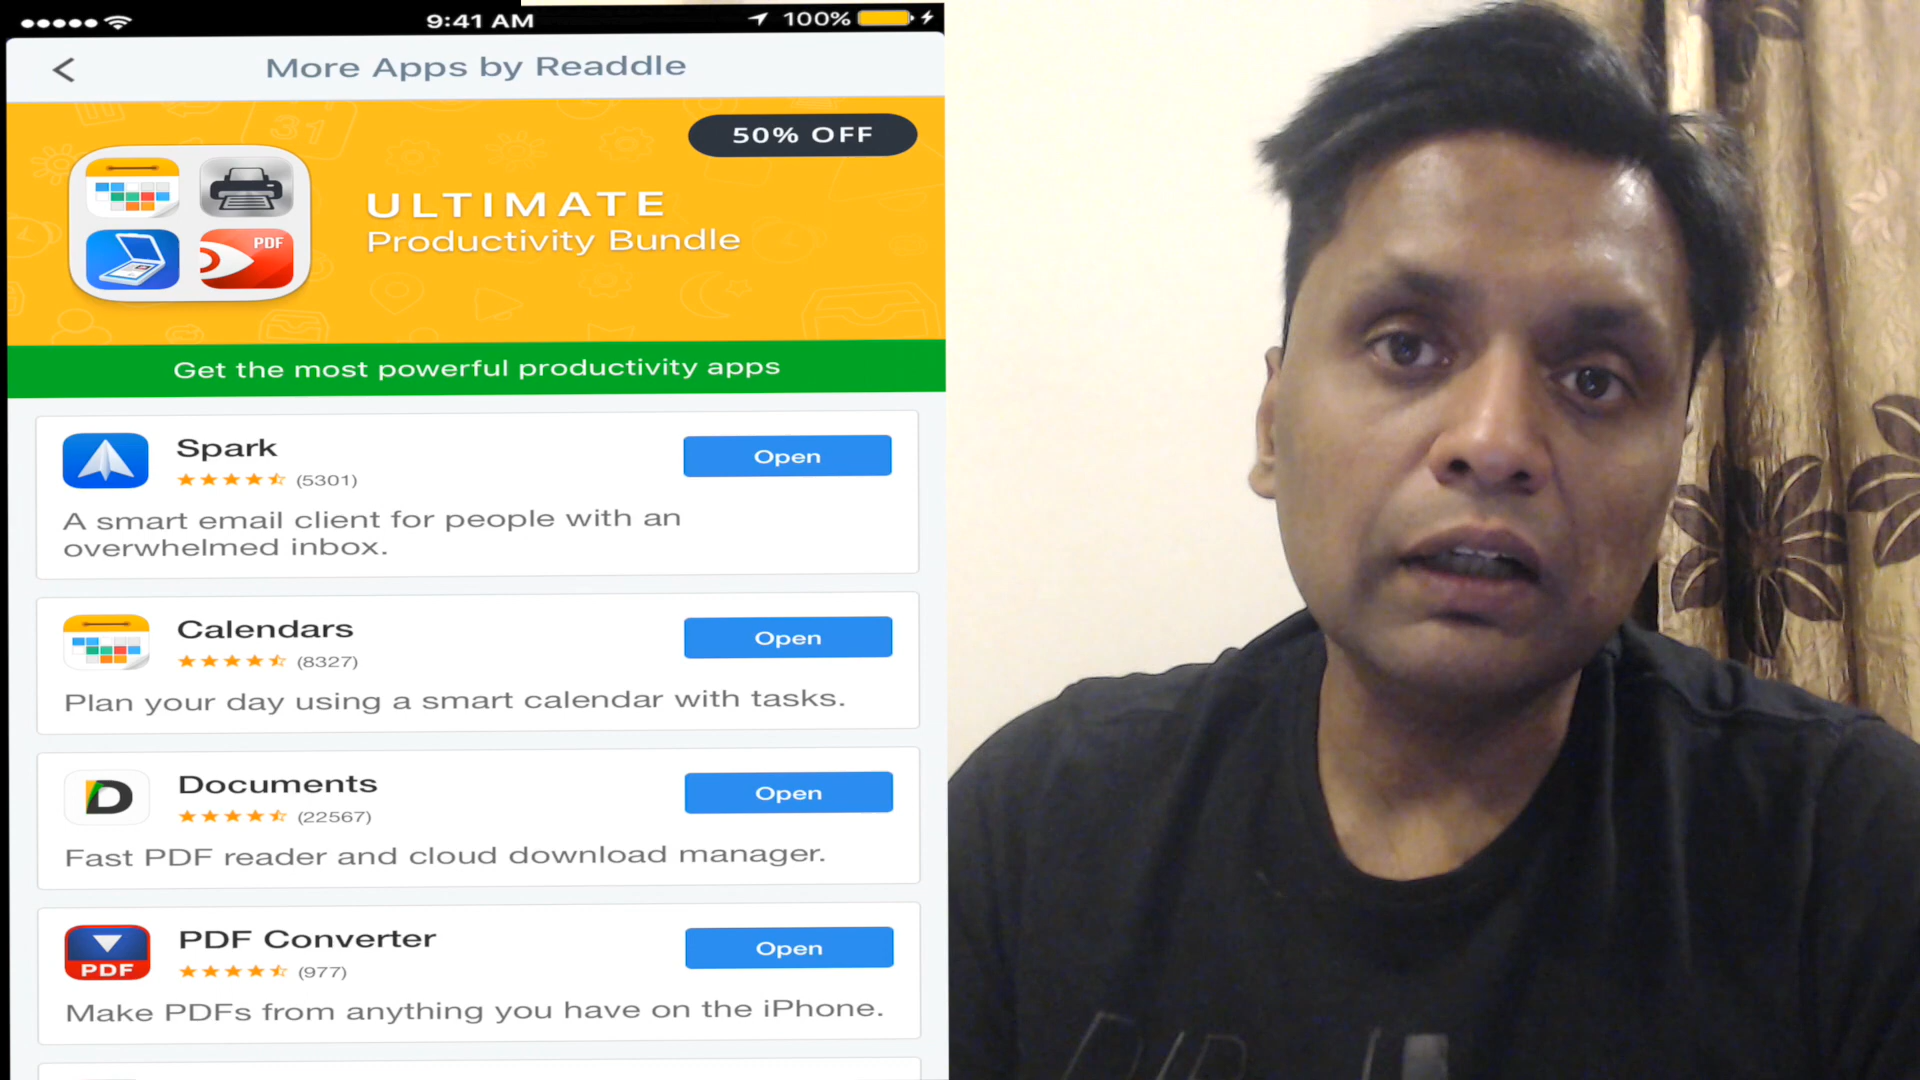 9:41 AM
100%
More Apps by Readdle
31
50% OFF
ULTIMATE
Productivity Bundle
PDF
Get the most powerful productivity apps
Spark
(5301)
Open
A smart email client for people with an
overwhelmed inbox.
Calendars
(8327)
Open
Plan your day using a smart calendar with tasks.
D
Documents
(22567)
Open
Fast PDF reader and cloud download manager.
PDF
PDF Converter
(977)
Open
Make PDFs from anything you have on the iPhone.